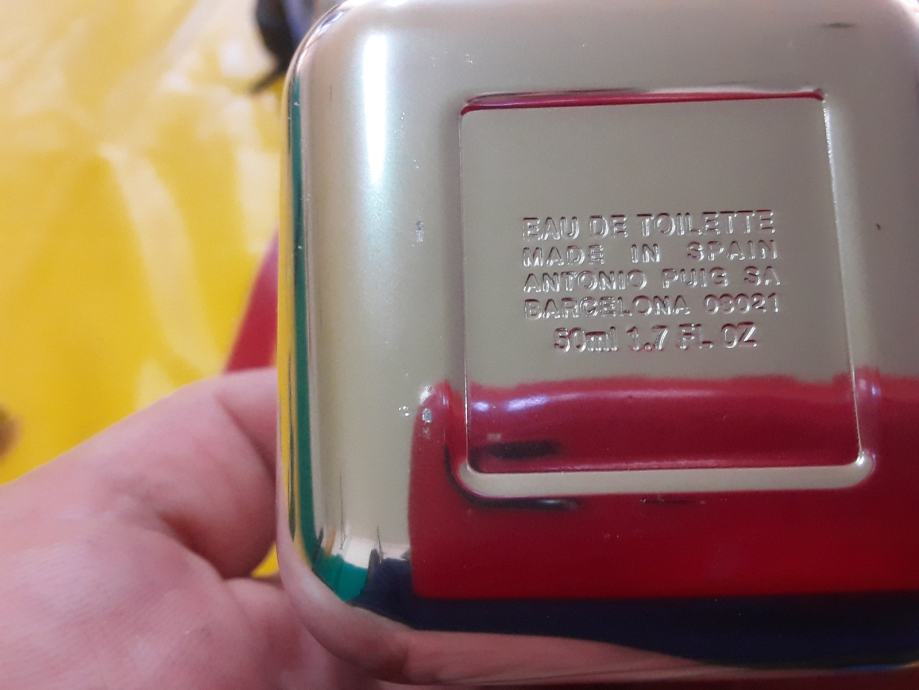 EAU DE TOILETTE
MADE IN SPAIN
ANTONIO PUIG SA
BARCELONA 08021
50ml 1.7 FL. OZ